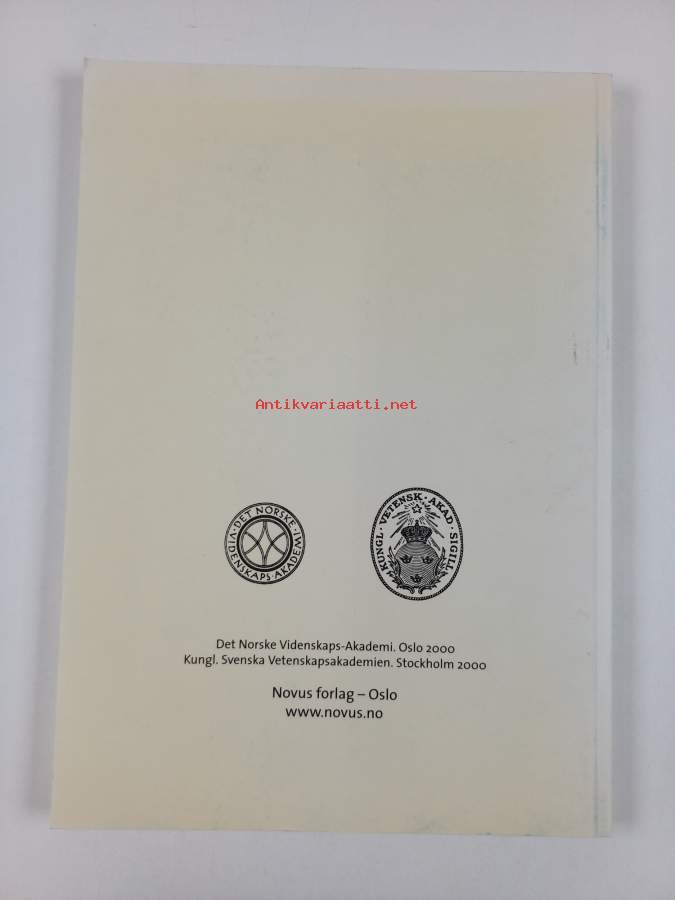 Antikvariaatti.net
DET NORSKE · VIDENSKAPS · AKADEMI ·
KUNGL · VETENSK · AKAD · SIGILL ·
Det Norske Videnskaps-Akademi. Oslo 2000
Kungl. Svenska Vetenskapsakademien. Stockholm 2000
Novus forlag – Oslo
www.novus.no